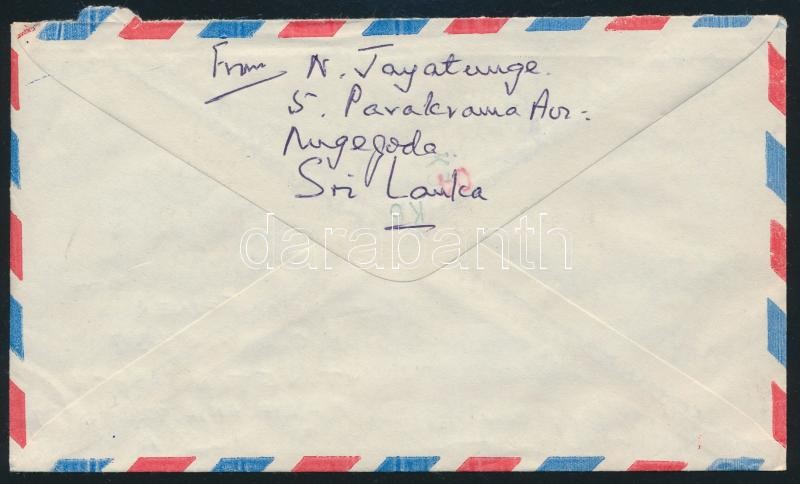 From N. Jayatunge.
5. Parakrama Ave:
Nugegoda.
Sri Lanka
darabanth